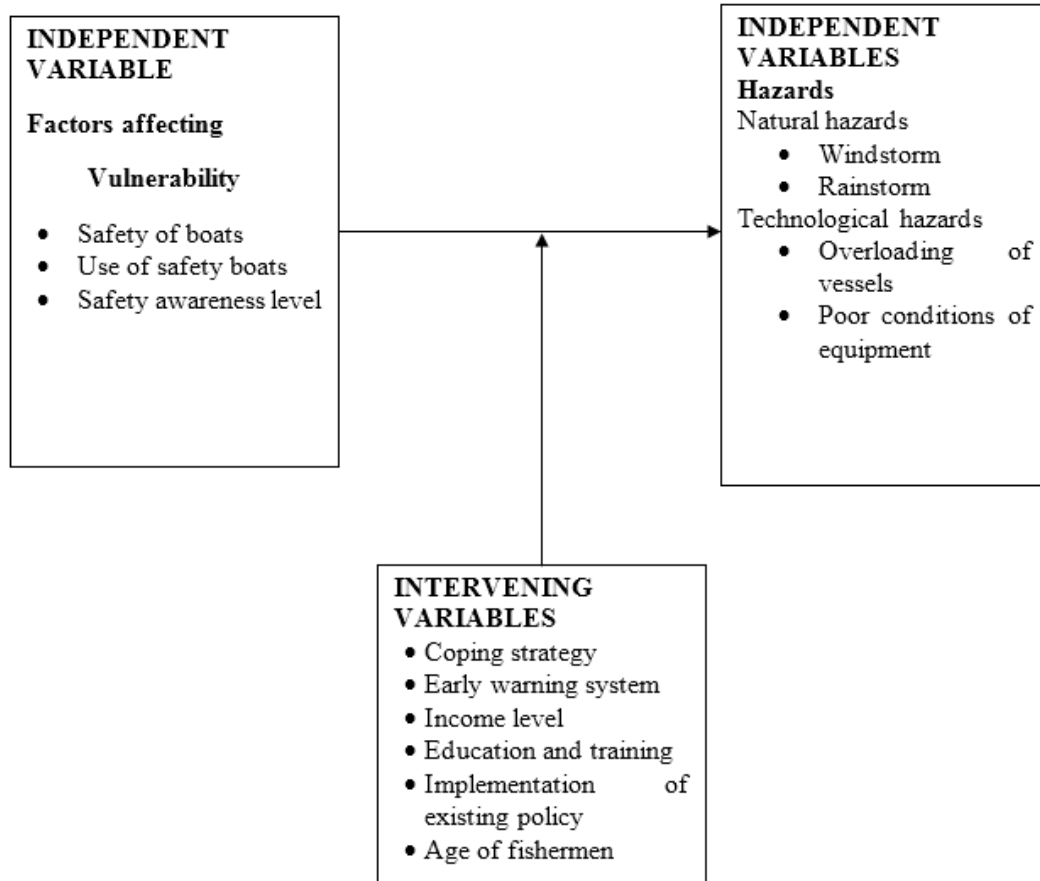 INDEPENDENT
VARIABLE
Factors affecting
Vulnerability
• Safety of boats
• Use of safety boats
• Safety awareness level
INDEPENDENT
VARIABLES
Hazards
Natural hazards
• Windstorm
• Rainstorm
Technological hazards
• Overloading of
vessels
• Poor conditions of
equipment
INTERVENING
VARIABLES
• Coping strategy
• Early warning system
• Income level
• Education and training
• Implementation of
existing policy
• Age of fishermen